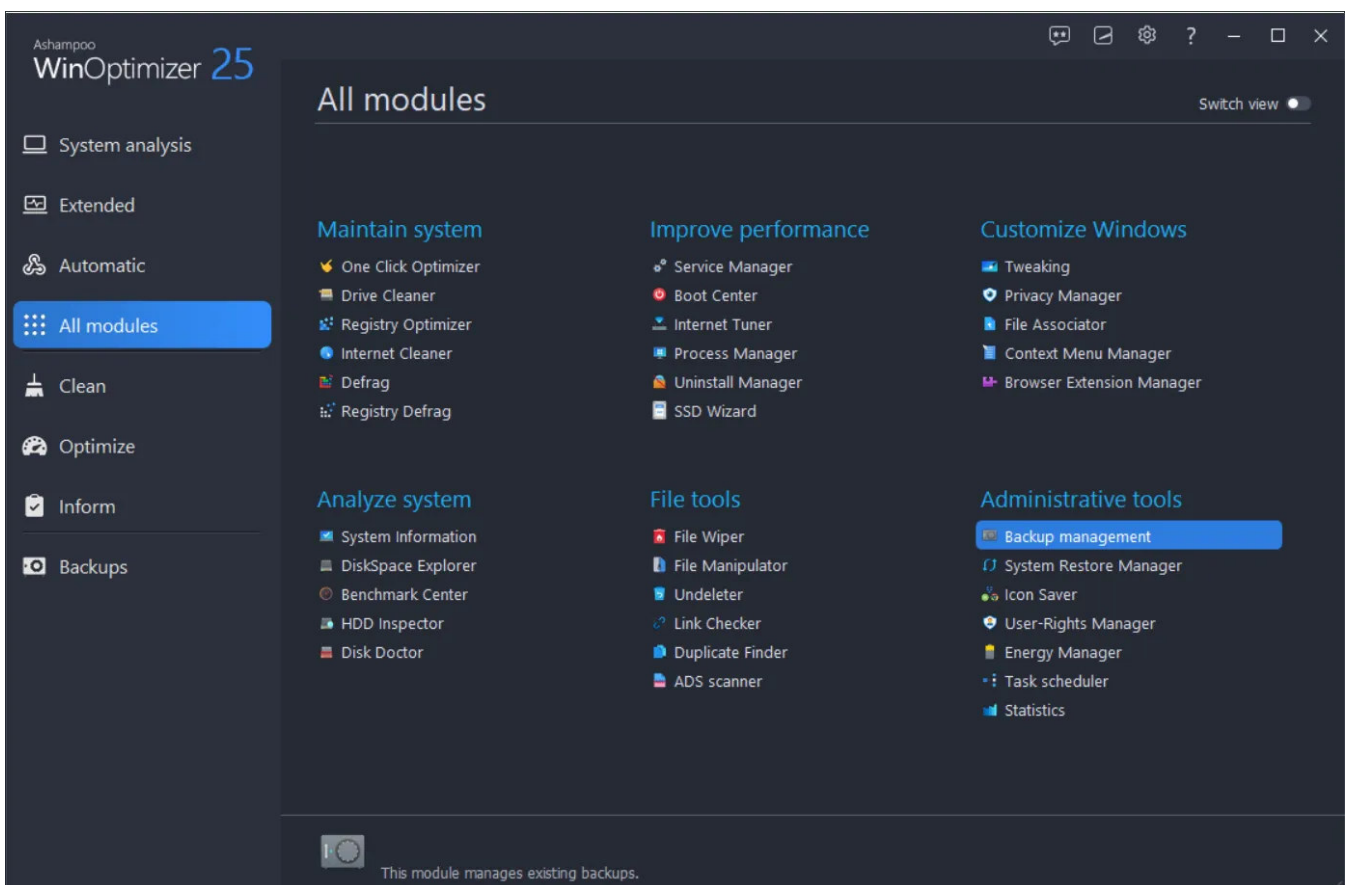 Ashampoo
WinOptimizer 25
System analysis
Extended
Automatic
All modules
Clean
Optimize
Inform
Backups
?
All modules
Switch view
Maintain system
One Click Optimizer
Drive Cleaner
Registry Optimizer
Internet Cleaner
Defrag
Registry Defrag
Improve performance
Service Manager
Boot Center
Internet Tuner
Process Manager
Uninstall Manager
SSD Wizard
Customize Windows
Tweaking
Privacy Manager
File Associator
Context Menu Manager
Browser Extension Manager
Analyze system
System Information
DiskSpace Explorer
Benchmark Center
HDD Inspector
Disk Doctor
File tools
File Wiper
File Manipulator
Undeleter
Link Checker
Duplicate Finder
ADS scanner
Administrative tools
Backup management
System Restore Manager
Icon Saver
User-Rights Manager
Energy Manager
Task scheduler
Statistics
This module manages existing backups.